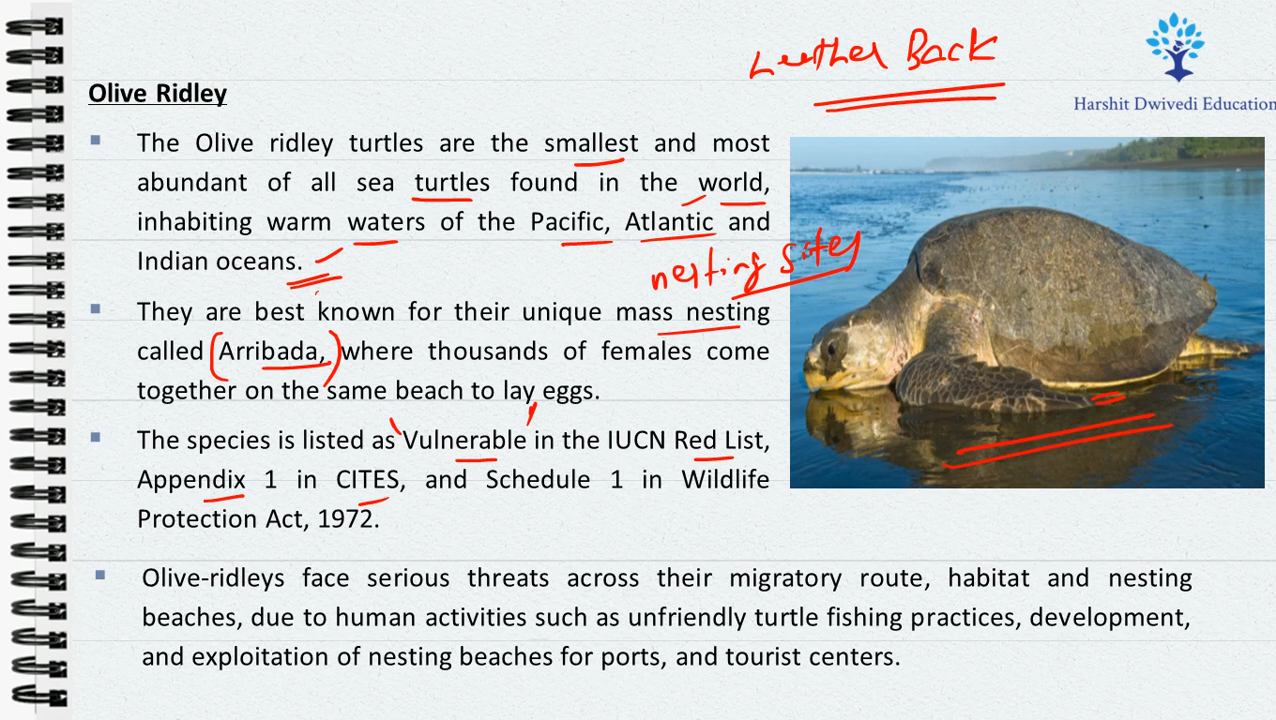 Leather Back
Harshit Dwivedi Education
Olive Ridley
The Olive ridley turtles are the smallest and most
abundant of all sea turtles found in the world,
inhabiting warm waters of the Pacific, Atlantic and
Indian oceans.
nesting sites
They are best known for their unique mass nesting
called (Arribada,) where thousands of females come
together on the same beach to lay eggs.
The species is listed as Vulnerable in the IUCN Red List,
Appendix 1 in CITES, and Schedule 1 in Wildlife
Protection Act, 1972.
Olive-ridleys face serious threats across their migratory route, habitat and nesting
beaches, due to human activities such as unfriendly turtle fishing practices, development,
and exploitation of nesting beaches for ports, and tourist centers.